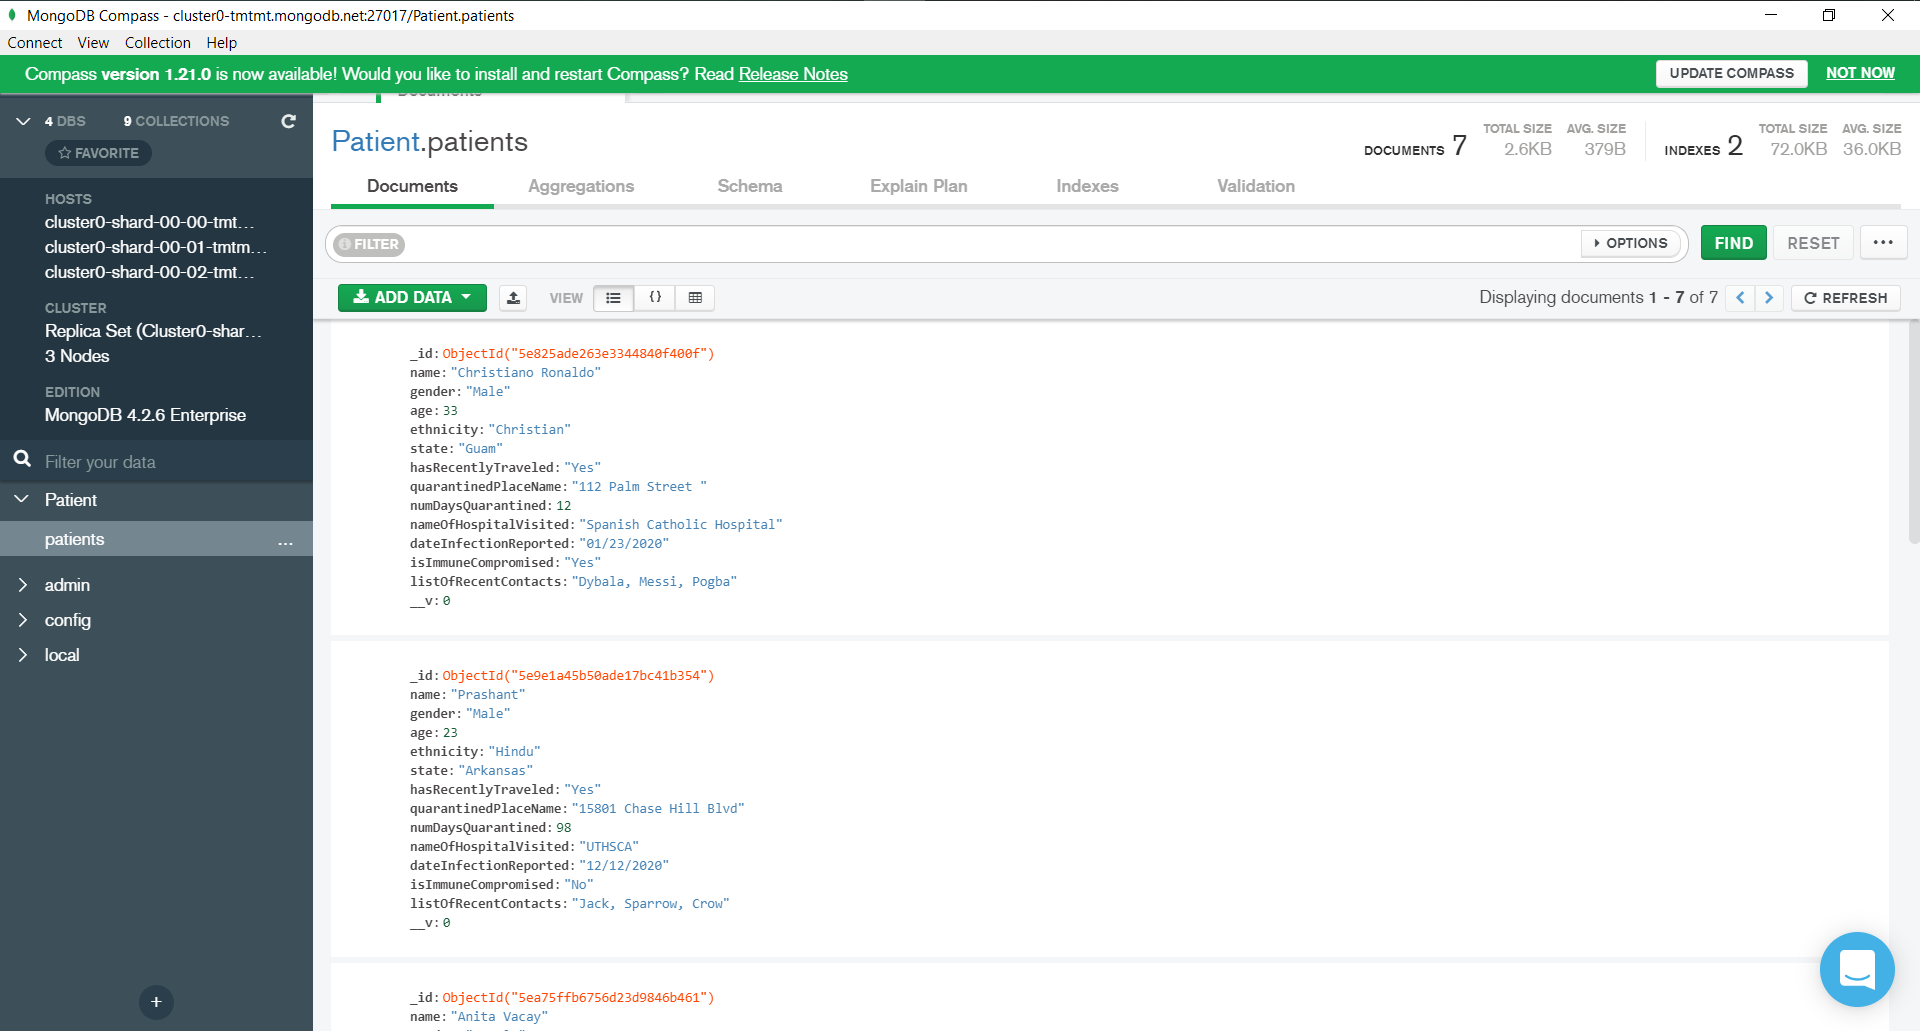 MongoDB Compass - cluster0-tmtmt.mongodb.net:27017/Patient.patients
Connect View Collection Help
Compass version 1.21.0 is now available! Would you like to install and restart Compass? Read Release Notes
UPDATE COMPASS
NOT NOW
4 DBS 9 COLLECTIONS
FAVORITE
HOSTS
cluster0-shard-00-00-tmt...
cluster0-shard-00-01-tmtm...
cluster0-shard-00-02-tmt...
CLUSTER
Replica Set (Cluster0-shar...
3 Nodes
EDITION
MongoDB 4.2.6 Enterprise
Filter your data
Patient
patients ...
admin
config
local
+
Documents
Patient.patients
DOCUMENTS 7 TOTAL SIZE 2.6KB AVG. SIZE 379B
INDEXES 2 TOTAL SIZE 72.0KB AVG. SIZE 36.0KB
Documents Aggregations Schema Explain Plan Indexes Validation
FILTER OPTIONS FIND RESET ...
ADD DATA VIEW {} Displaying documents 1 - 7 of 7 REFRESH
_id: ObjectId("5e825ade263e3344840f400f")
name: "Christiano Ronaldo"
gender: "Male"
age: 33
ethnicity: "Christian"
state: "Guam"
hasRecentlyTraveled: "Yes"
quarantinedPlaceName: "112 Palm Street "
numDaysQuarantined: 12
nameOfHospitalVisited: "Spanish Catholic Hospital"
dateInfectionReported: "01/23/2020"
isImmuneCompromised: "Yes"
listOfRecentContacts: "Dybala, Messi, Pogba"
__v: 0
_id: ObjectId("5e9e1a45b50ade17bc41b354")
name: "Prashant"
gender: "Male"
age: 23
ethnicity: "Hindu"
state: "Arkansas"
hasRecentlyTraveled: "Yes"
quarantinedPlaceName: "15801 Chase Hill Blvd"
numDaysQuarantined: 98
nameOfHospitalVisited: "UTHSCA"
dateInfectionReported: "12/12/2020"
isImmuneCompromised: "No"
listOfRecentContacts: "Jack, Sparrow, Crow"
__v: 0
_id: ObjectId("5ea75ffb6756d23d9846b461")
name: "Anita Vacay"